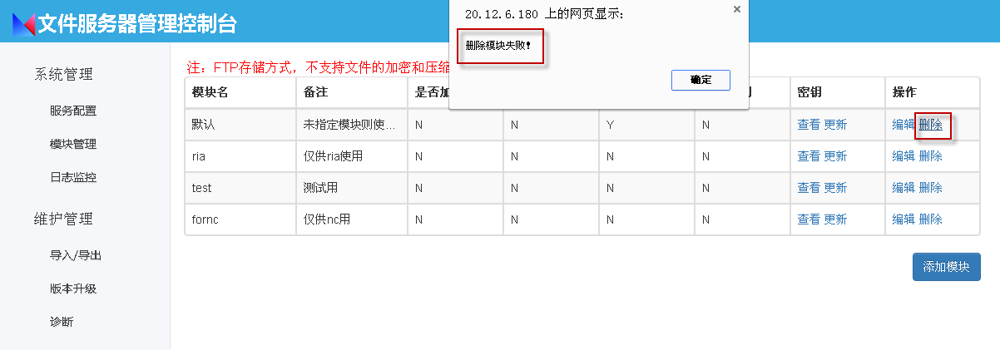 文件服务器管理控制台
20.12.6.180 上的网页显示:
删除模块失败!
确定
系统管理
服务配置
模块管理
日志监控
维护管理
导入/导出
版本升级
诊断
注：FTP存储方式，不支持文件的加密和压缩
模块名 备注 是否加 密钥 操作
默认 未指定模块则使... N N Y N 查看 更新 编辑 删除
ria 仅供ria使用 N N N N 查看 更新 编辑 删除
test 测试用 N N N N 查看 更新 编辑 删除
fornc 仅供nc用 N N N N 查看 更新 编辑 删除
添加模块